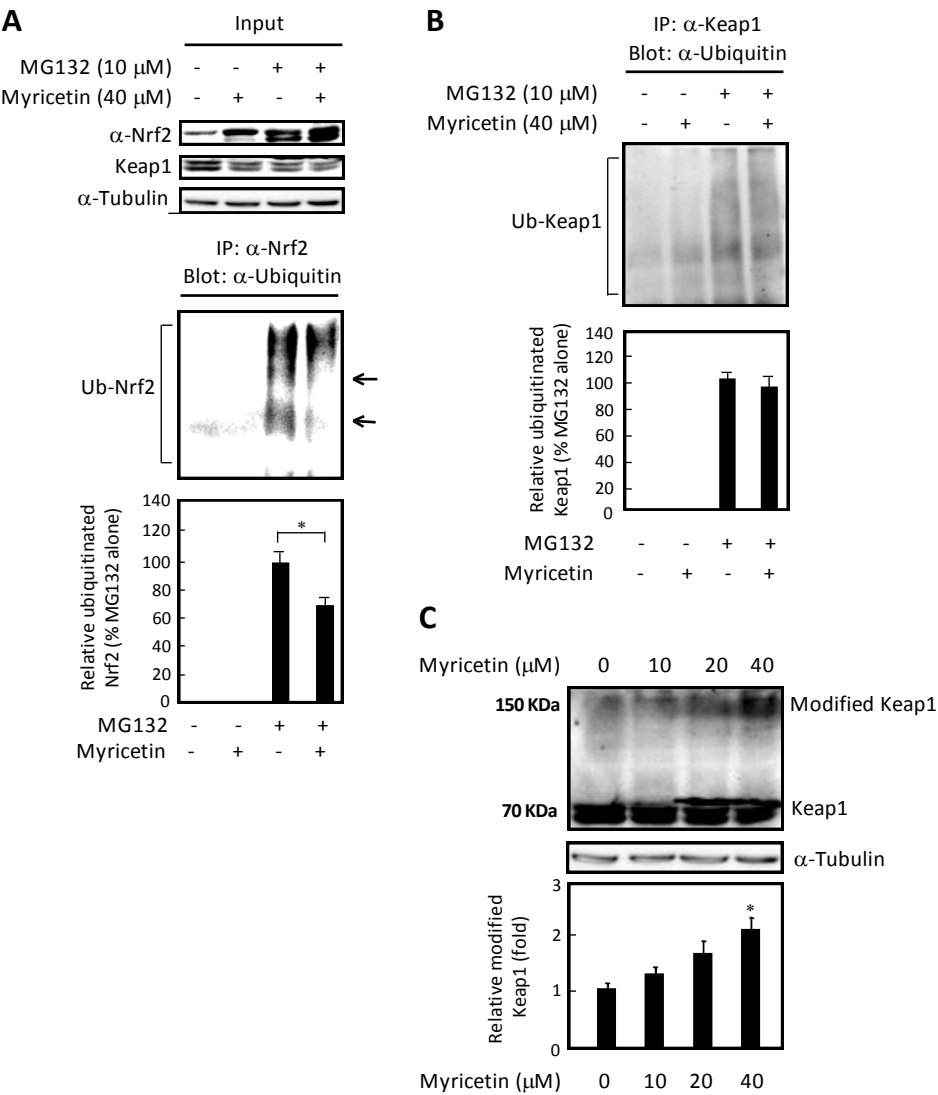 A
Input
MG132 (10 μM) - - + +
Myricetin (40 μM) - + - +
α-Nrf2
Keap1
α-Tubulin
IP: α-Nrf2
Blot: α-Ubiquitin
Ub-Nrf2
Relative ubiquitinated
Nrf2 (% MG132 alone)
140
120
100
80
60
40
20
0
*
MG132 - - + +
Myricetin - + - +
B
IP: α-Keap1
Blot: α-Ubiquitin
MG132 (10 μM) - - + +
Myricetin (40 μM) - + - +
Ub-Keap1
Relative ubiquitinated
Keap1 (% MG132 alone)
140
120
100
80
60
40
20
0
MG132 - - + +
Myricetin - + - +
C
Myricetin (μM) 0 10 20 40
150 KDa
Modified Keap1
70 KDa
Keap1
α-Tubulin
Relative modified
Keap1 (fold)
3
2
1
0
*
Myricetin (μM) 0 10 20 40